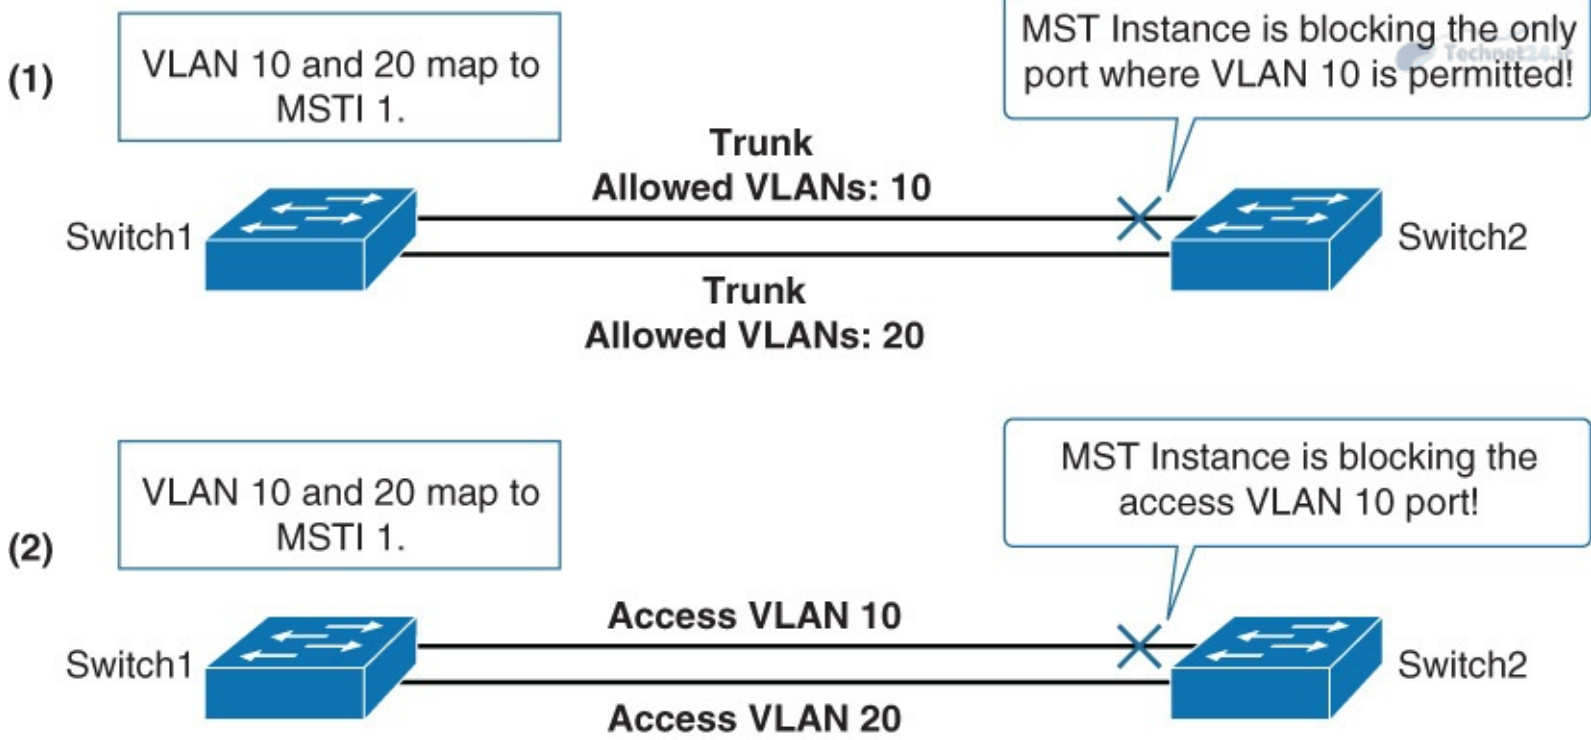 (1)
VLAN 10 and 20 map to
MSTI 1.
MST Instance is blocking the only
port where VLAN 10 is permitted!
Technet24.ir
Trunk
Allowed VLANs: 10
Switch1
Switch2
Trunk
Allowed VLANs: 20
(2)
VLAN 10 and 20 map to
MSTI 1.
MST Instance is blocking the
access VLAN 10 port!
Access VLAN 10
Switch1
Switch2
Access VLAN 20